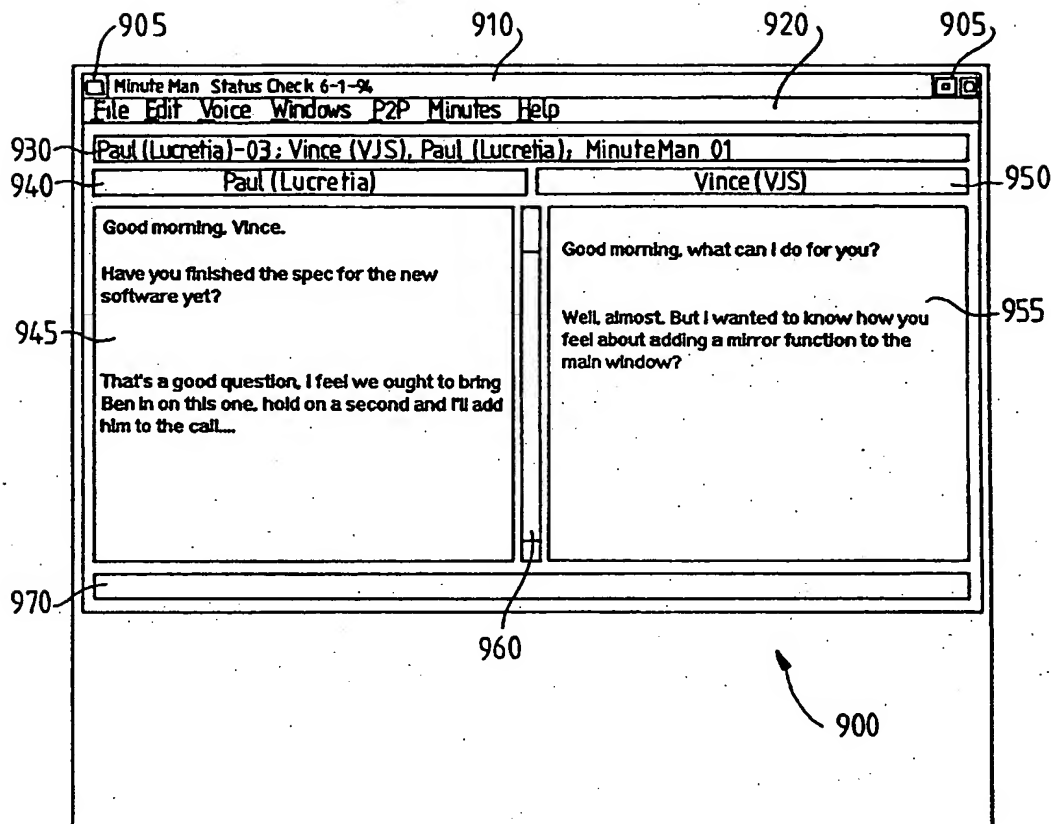 905 910 920 905
Minute Man Status Check 6-1-94
File Edit Voice Windows P2P Minutes Help
930 Paul (Lucretia)-03; Vince (VJS), Paul (Lucretia); MinuteMan 01
940 Paul (Lucretia) Vince (VJS) 950
Good morning, Vince.
Good morning, what can I do for you?
Have you finished the spec for the new
software yet?
945
955
Well, almost. But I wanted to know how you
feel about adding a mirror function to the
main window?
That's a good question, I feel we ought to bring
Ben in on this one, hold on a second and I'll add
him to the call....
970
960
900